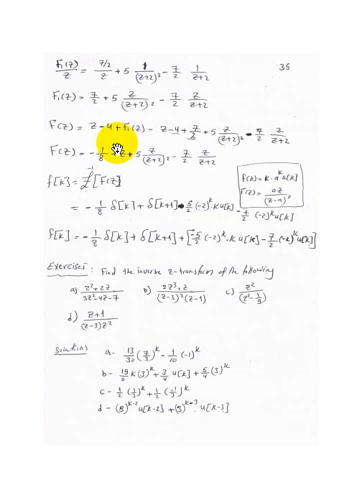 F₁(z)/z = (7/2)/z + 5 1/(z+2)² - 7/2 1/(z+2) 35
F₁(z) = 7/2 + 5 z/(z+2)² - 7/2 z/(z+2)
F(z) = z - 4 + F₁(z) = z - 4 + 7/2 + 5 z/(z+2)² - 7/2 z/(z+2)
F(z) = - 1/8 z + 5 z/(z+2)² - 7/2 z/(z+2)
f[k] = Z⁻¹[F(z)]
f(k) = k·aᵏ u[k]
F(z) = az/(z-a)²
= - 1/8 δ[k] + δ[k+1] - 5/2 (-2)ᵏ k u[k] - 7/2 (-2)ᵏ u[k]
f[k] = - 1/8 δ[k] + δ[k+1] + [-5/2 (-2)ᵏ · k u[k] - 7/2 (-2)ᵏ u[k]]
Exercises: Find the inverse z-transform of the following
a) (z²+2z)/(3z²-4z-7) b) (2z³+z)/((z-3)²(z-1)) c) z²/(z²-1/9)
d) (z+1)/((z-3)z²)
Solutions a- 13/30 (7/3)ᵏ - 1/10 (-1)ᵏ
b- 19/2 k(3)ᵏ + 3/4 u[k] + 5/4 (3)ᵏ
c- 1/2 (1/3)ᵏ + 1/2 (-1/3)ᵏ
d- (3)ᵏ⁻² u[k-2] + (3)ᵏ⁻³ · u[k-3]